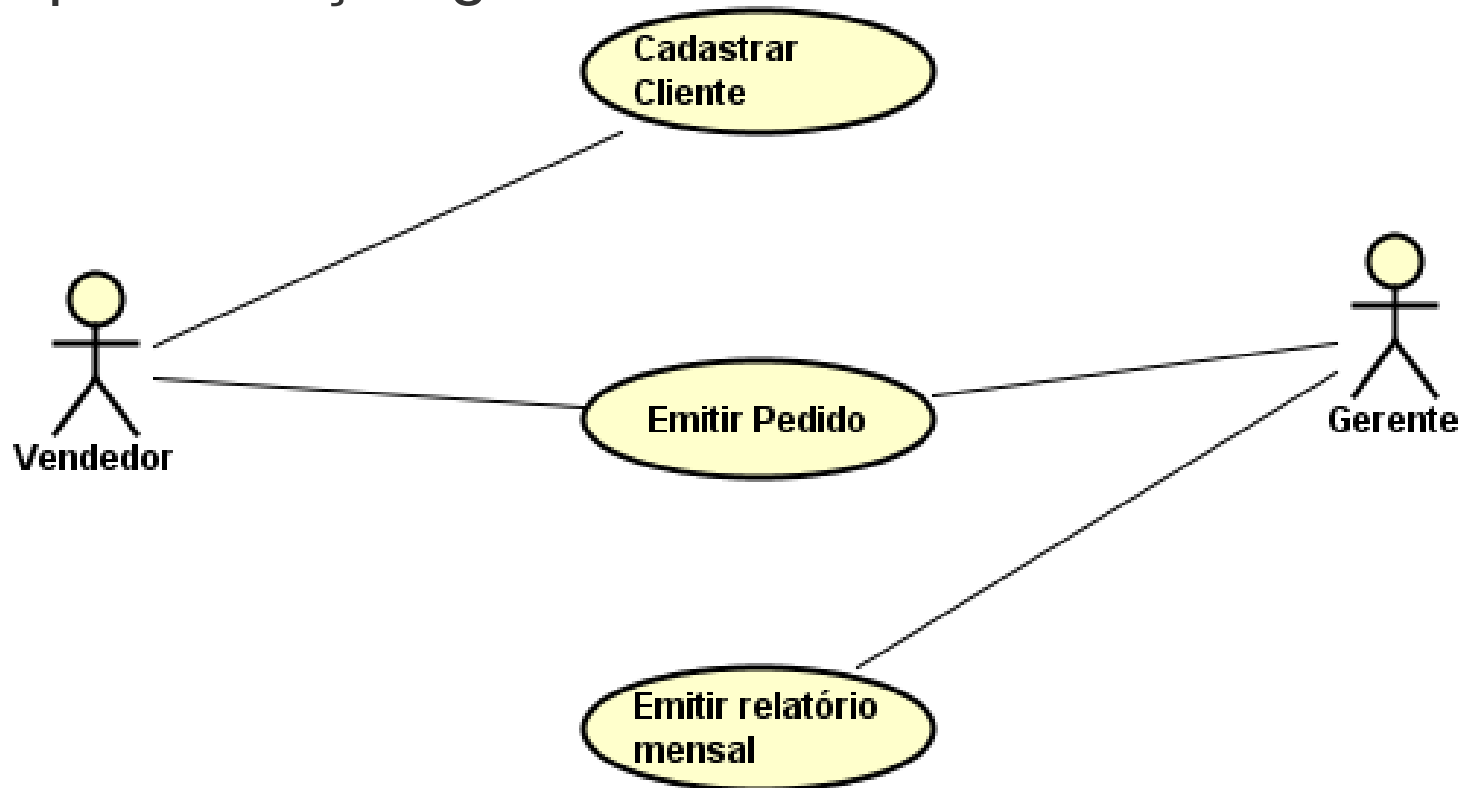 Cadastrar
Cliente
Vendedor
Emitir Pedido
Gerente
Emitir relatório
mensal